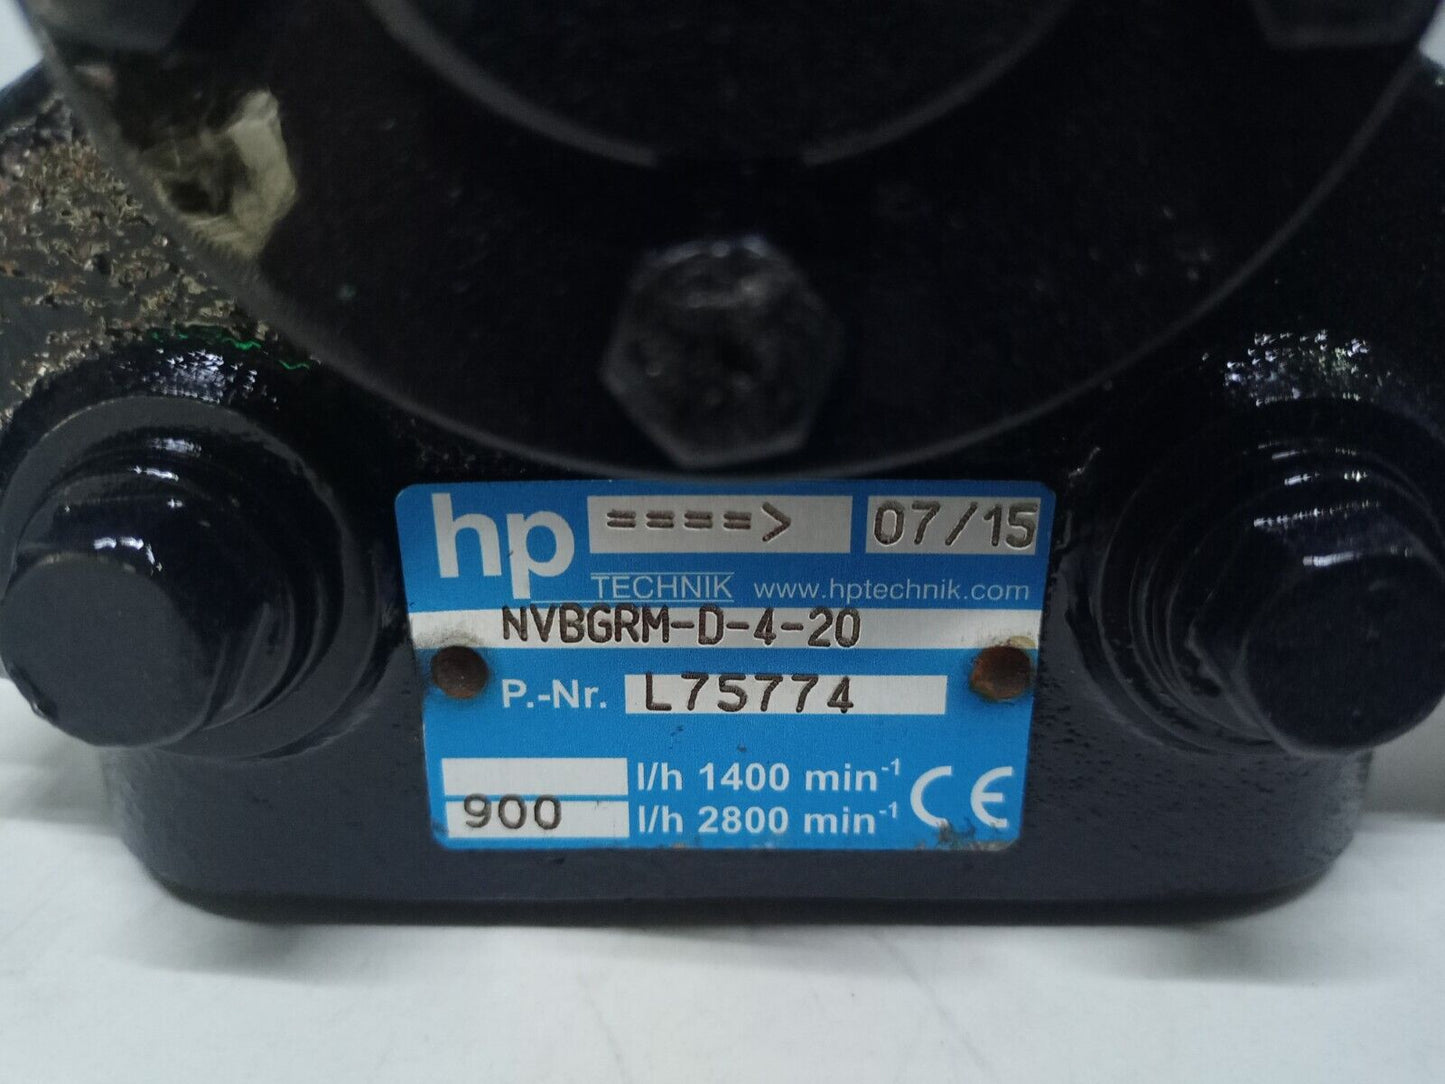 hp ====> 07/15
TECHNIK www.hptechnik.com
NVBGRM-D-4-20
P.-Nr. L75774
l/h 1400 min⁻¹
900 l/h 2800 min⁻¹ CE